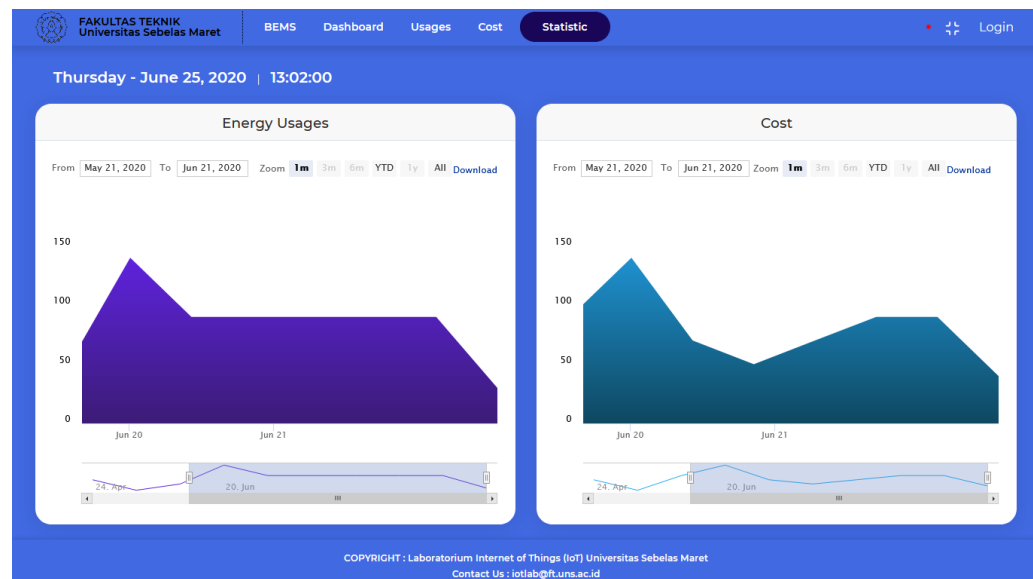 FAKULTAS TEKNIK
Universitas Sebelas Maret
BEMS Dashboard Usages Cost Statistic Login
Thursday - June 25, 2020 | 13:02:00
Energy Usages
From May 21, 2020 To Jun 21, 2020 Zoom 1m 3m 6m YTD 1y All Download
150
100
50
0
Jun 20 Jun 21
24. Apr 20. Jun
Cost
From May 21, 2020 To Jun 21, 2020 Zoom 1m 3m 6m YTD 1y All Download
150
100
50
0
Jun 20 Jun 21
24. Apr 20. Jun
COPYRIGHT : Laboratorium Internet of Things (IoT) Universitas Sebelas Maret
Contact Us : iotlab@ft.uns.ac.id